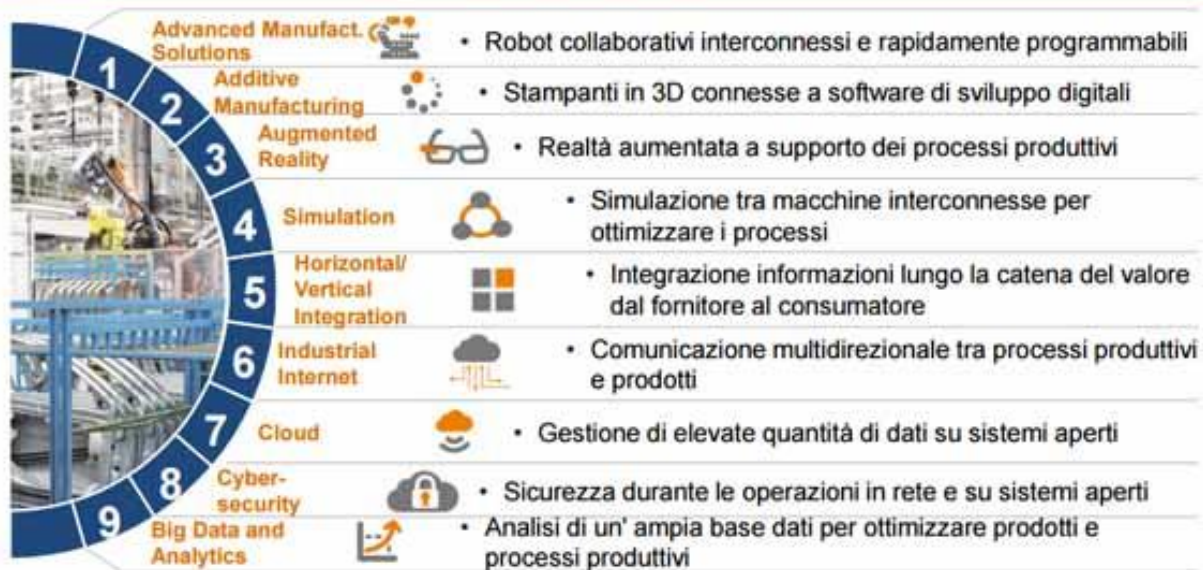 1
Advanced Manufact.
Solutions
• Robot collaborativi interconnessi e rapidamente programmabili
2
Additive
Manufacturing
• Stampanti in 3D connesse a software di sviluppo digitali
3
Augmented
Reality
• Realtà aumentata a supporto dei processi produttivi
4
Simulation
• Simulazione tra macchine interconnesse per
ottimizzare i processi
5
Horizontal/
Vertical
Integration
• Integrazione informazioni lungo la catena del valore
dal fornitore al consumatore
6
Industrial
Internet
• Comunicazione multidirezionale tra processi produttivi
e prodotti
7
Cloud
• Gestione di elevate quantità di dati su sistemi aperti
8
Cyber-
security
• Sicurezza durante le operazioni in rete e su sistemi aperti
9
Big Data and
Analytics
• Analisi di un' ampia base dati per ottimizzare prodotti e
processi produttivi